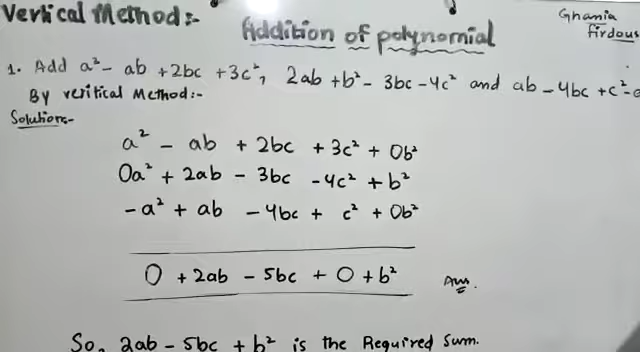 Vertical Method:-
Addition of polynomial
Ghania
Firdous
1. Add a² - ab + 2bc + 3c², 2ab + b² - 3bc - 4c² and ab - 4bc + c² -
By veritical Method:-
Solution:-
a² - ab + 2bc + 3c² + 0b²
0a² + 2ab - 3bc - 4c² + b²
-a² + ab - 4bc + c² + 0b²
0 + 2ab - 5bc + 0 + b² Ans.
So, 2ab - 5bc + b² is the Required Sum.